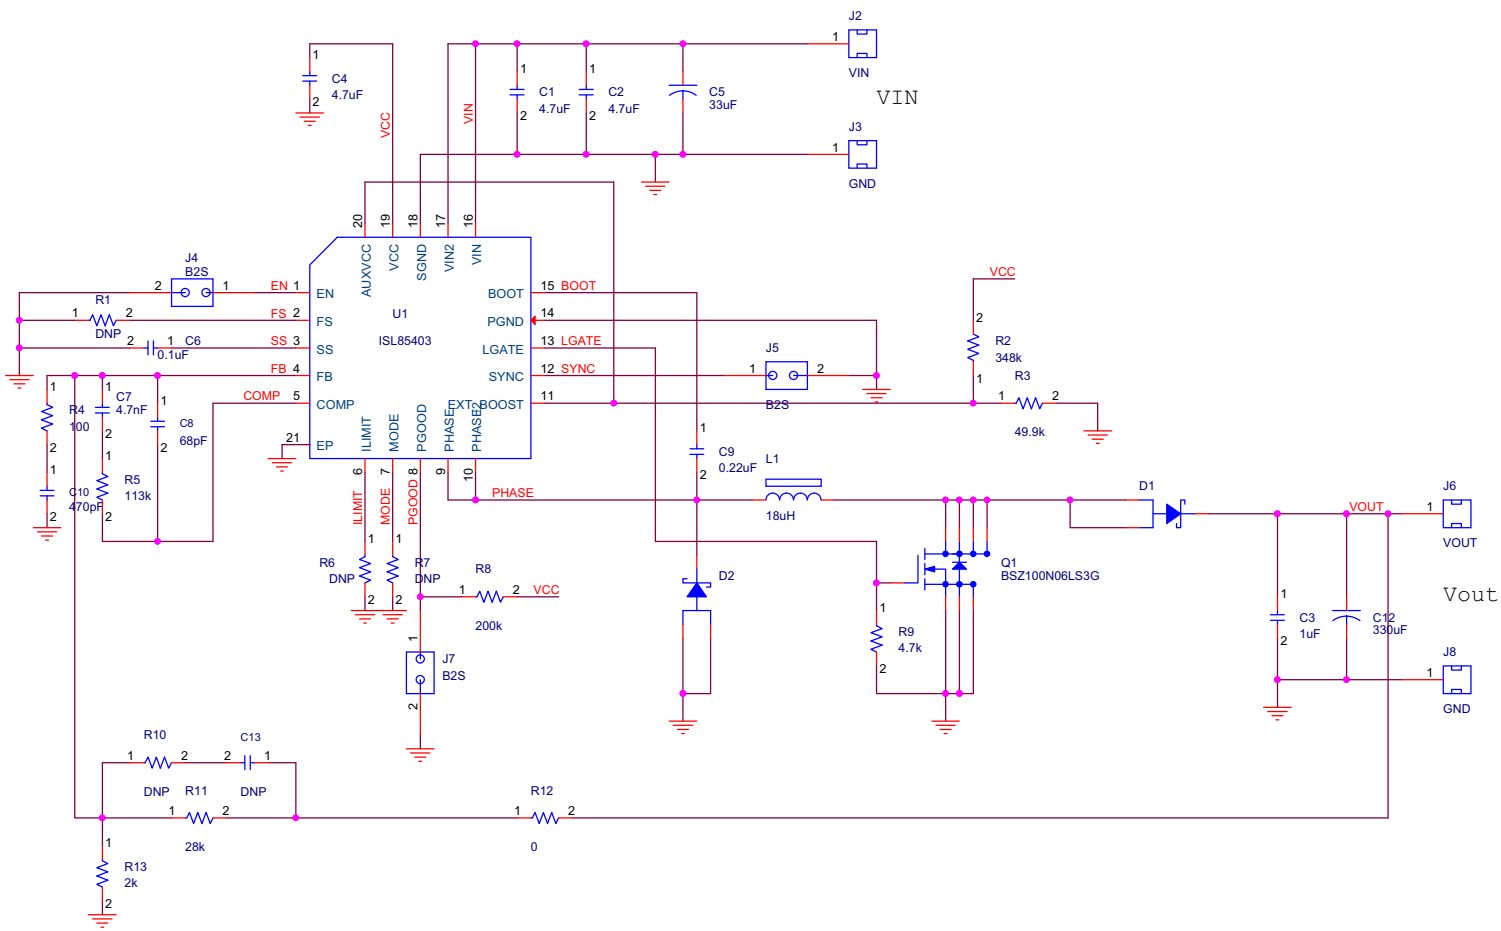 J2
1
VIN
VIN
J3
1
GND
1
C4
4.7uF
2
VCC
VIN
1
C1
4.7uF
2
1
C2
4.7uF
2
C5
33uF
20
19
18
17
16
AUXVCC
VCC
SGND
VIN2
VIN
J4
B2S
2
1
EN
1
EN
R1
1
2
DNP
FS
2
FS
2
1
C6
0.1uF
SS
3
SS
FB
4
FB
COMP
5
COMP
21
EP
U1
ISL85403
BOOT
15
BOOT
PGND
14
LGATE
13
LGATE
SYNC
12
SYNC
EXT_BOOST
11
ILIMIT
MODE
PGOOD
PHASE
PHASE2
6
7
8
9
10
ILIMIT
MODE
PGOOD
PHASE
J5
1
2
B2S
VCC
2
R2
348k
1
R3
1
2
49.9k
1
R4
100
2
1
C7
4.7nF
2
1
C8
68pF
2
1
C10
470pF
2
1
R5
113k
2
1
C9
0.22uF
2
L1
18uH
D1
VOUT
J6
1
VOUT
Vout
1
R6
DNP
2
1
R7
DNP
2
R8
1
2
VCC
200k
1
J7
B2S
2
D2
Q1
BSZ100N06LS3G
1
R9
4.7k
2
1
C3
1uF
2
C12
330uF
J8
1
GND
R10
1
2
DNP
C13
2
1
DNP
R11
1
2
28k
R12
1
2
0
1
R13
2k
2